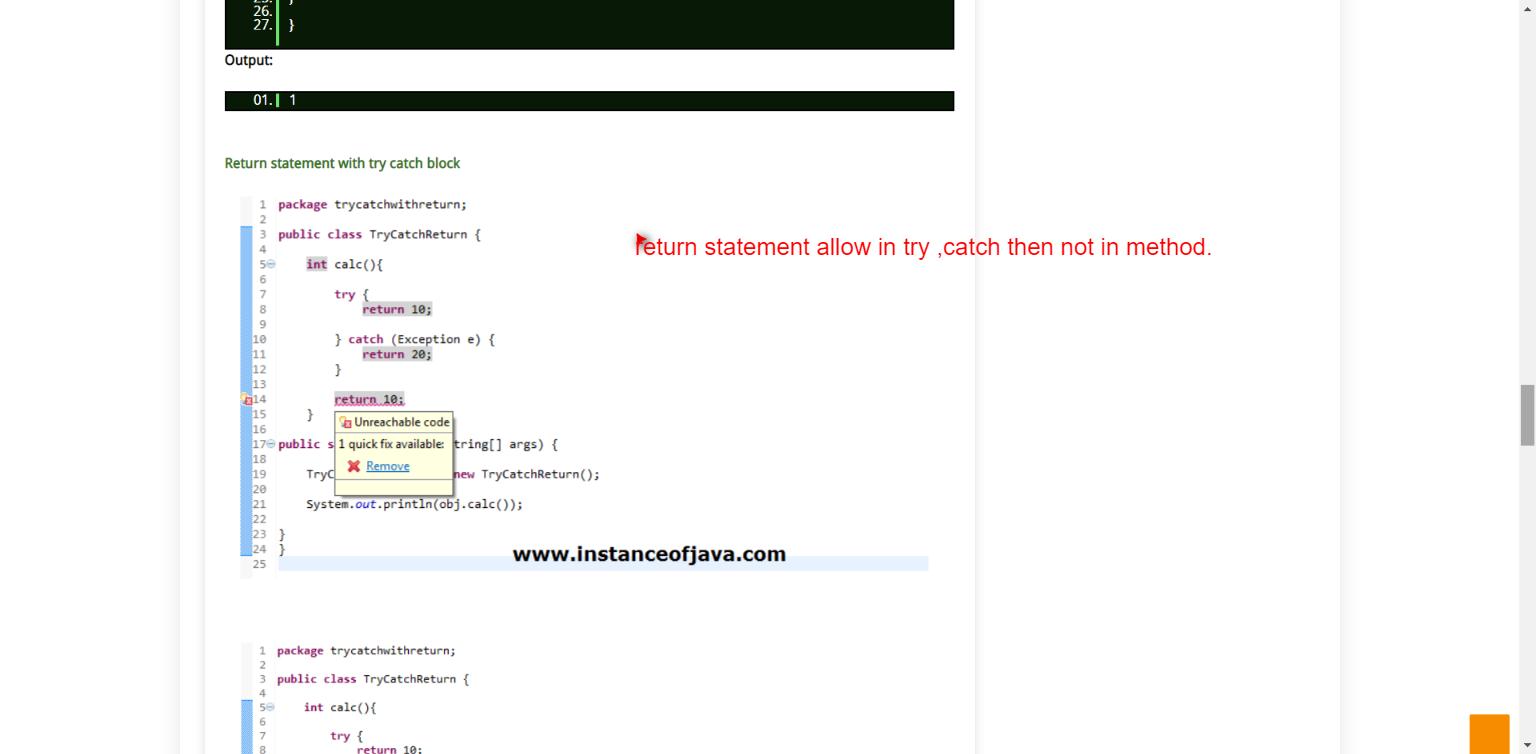 26.
27. }
Output:
01. 1
Return statement with try catch block
1 package trycatchwithreturn;
2
3 public class TryCatchReturn {
return statement allow in try ,catch then not in method.
4
5 int calc(){
6
7 try {
8 return 10;
9
10 } catch (Exception e) {
11 return 20;
12 }
13
14 return 10;
15 }
Unreachable code
16
17 public s tring[] args) {
1 quick fix available:
18
Remove
19 TryC new TryCatchReturn();
20
21 System.out.println(obj.calc());
22
23 }
24 }
www.instanceofjava.com
25
1 package trycatchwithreturn;
2
3 public class TryCatchReturn {
4
5 int calc(){
6
7 try {
8 return 10;